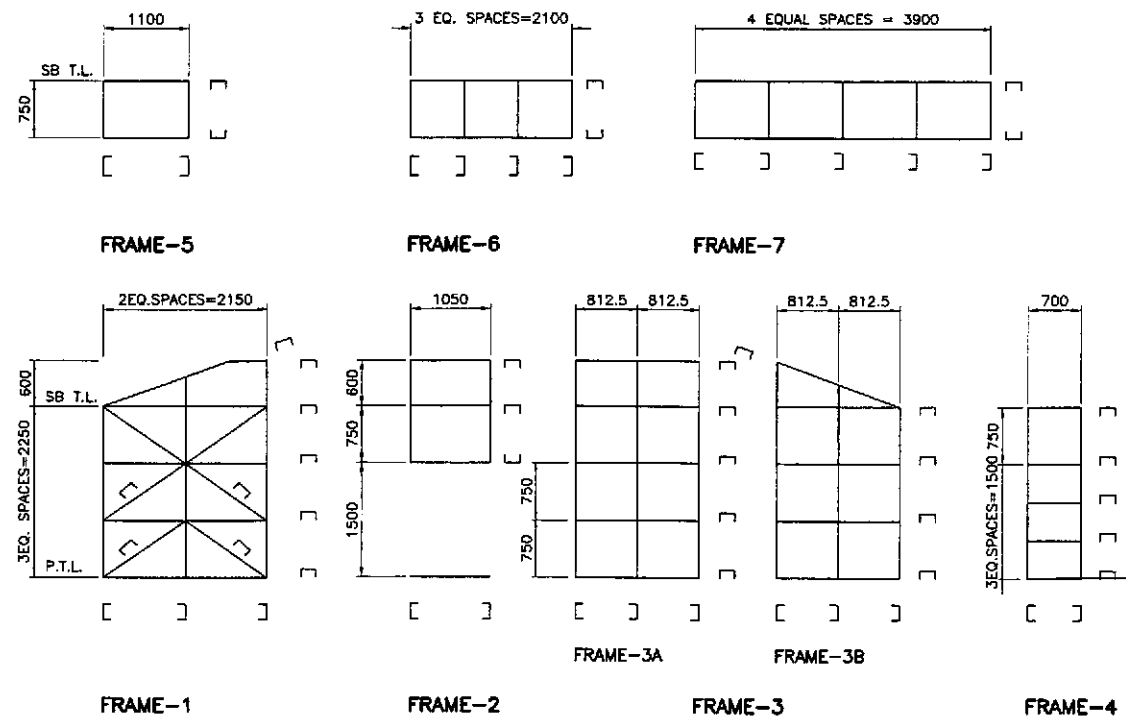 1100
3 EQ. SPACES=2100
4 EQUAL SPACES = 3900
SB T.L.
750
FRAME-5
FRAME-6
FRAME-7
2EQ.SPACES=2150
1050
812.5 812.5
812.5 812.5
700
600
SB T.L.
3EQ. SPACES=2250
P.T.L.
600
750
1500
750
750
750
3EQ.SPACES=1500
FRAME-3A
FRAME-3B
FRAME-1
FRAME-2
FRAME-3
FRAME-4